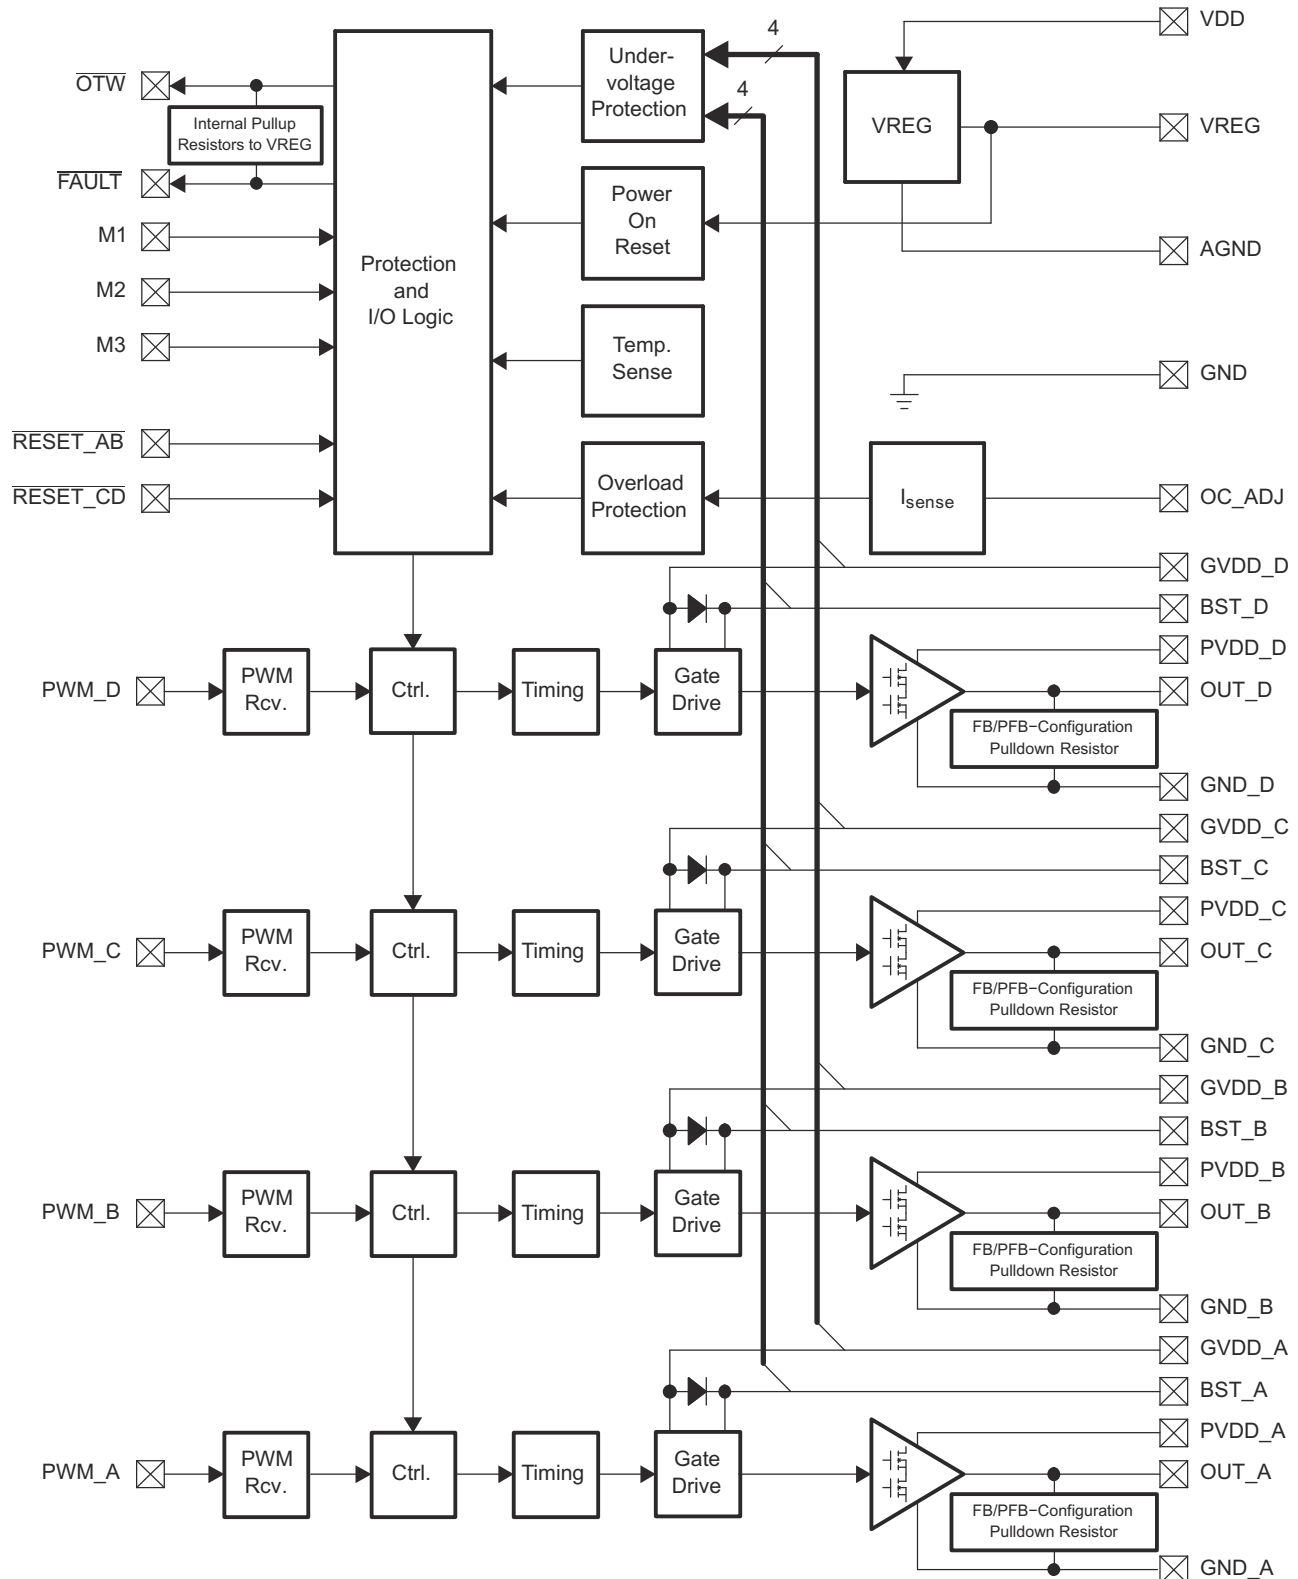 4
VDD
Under-
voltage
Protection
OTW
4
Internal Pullup
Resistors to VREG
VREG
VREG
FAULT
Power
On
Reset
M1
AGND
Protection
and
I/O Logic
M2
M3
Temp.
Sense
GND
RESET_AB
RESET_CD
Overload
Protection
Isense
OC_ADJ
GVDD_D
BST_D
PVDD_D
PWM_D
PWM
Rcv.
Ctrl.
Timing
Gate
Drive
OUT_D
FB/PFB−Configuration
Pulldown Resistor
GND_D
GVDD_C
BST_C
PVDD_C
PWM_C
PWM
Rcv.
Ctrl.
Timing
Gate
Drive
OUT_C
FB/PFB−Configuration
Pulldown Resistor
GND_C
GVDD_B
BST_B
PVDD_B
PWM_B
PWM
Rcv.
Ctrl.
Timing
Gate
Drive
OUT_B
FB/PFB−Configuration
Pulldown Resistor
GND_B
GVDD_A
BST_A
PVDD_A
PWM_A
PWM
Rcv.
Ctrl.
Timing
Gate
Drive
OUT_A
FB/PFB−Configuration
Pulldown Resistor
GND_A